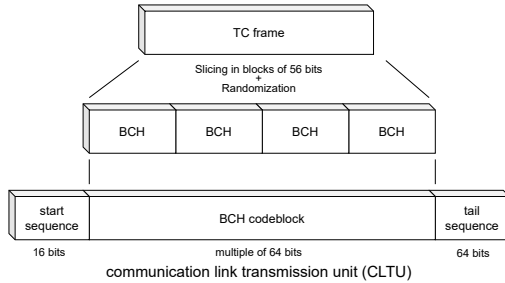 TC frame
Slicing in blocks of 56 bits
+
Randomization
BCH BCH BCH BCH
start
sequence
BCH codeblock
tail
sequence
16 bits multiple of 64 bits 64 bits
communication link transmission unit (CLTU)